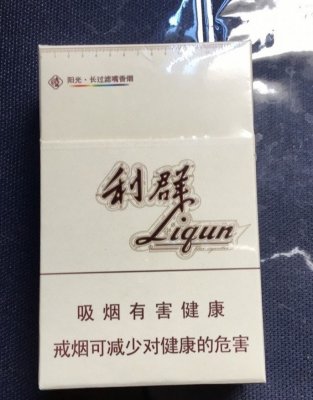 阳光·长过滤嘴香烟
利群
Liqun
吸烟有害健康
戒烟可减少对健康的危害